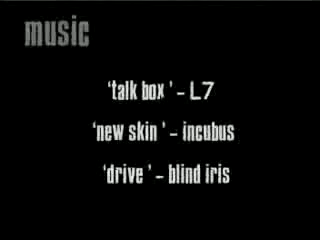 music
‘talk box ’ – L7
‘new skin ’ – incubus
‘drive ’ – blind iris